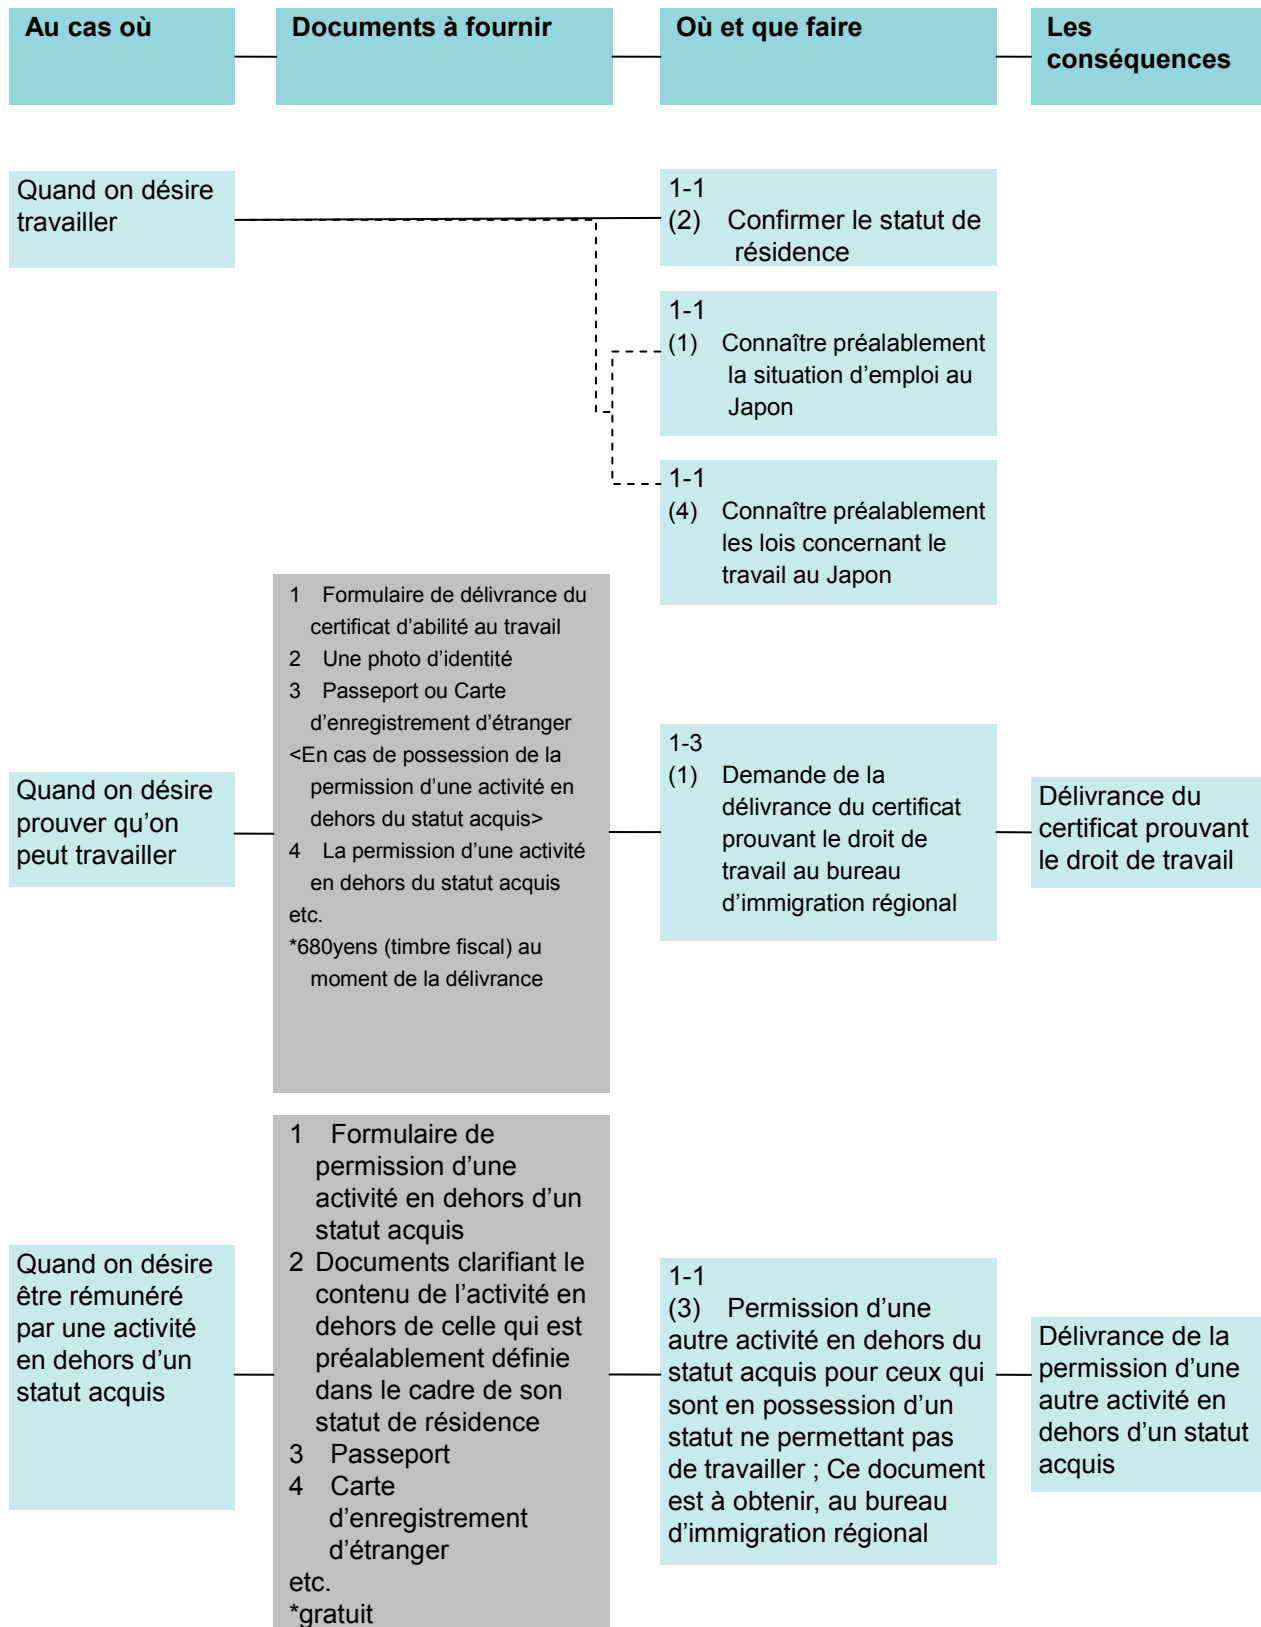 Au cas où
Documents à fournir
Où et que faire
Les
conséquences
Quand on désire
travailler
1-1
(2) Confirmer le statut de
résidence
1-1
(1) Connaître préalablement
la situation d’emploi au
Japon
1-1
(4) Connaître préalablement
les lois concernant le
travail au Japon
Quand on désire
prouver qu’on
peut travailler
1 Formulaire de délivrance du
certificat d’abilité au travail
2 Une photo d’identité
3 Passeport ou Carte
d’enregistrement d’étranger
<En cas de possession de la
permission d’une activité en
dehors du statut acquis>
4 La permission d’une activité
en dehors du statut acquis
etc.
*680yens (timbre fiscal) au
moment de la délivrance
1-3
(1) Demande de la
délivrance du certificat
prouvant le droit de
travail au bureau
d’immigration régional
Délivrance du
certificat prouvant
le droit de travail
Quand on désire
être rémunéré
par une activité
en dehors d’un
statut acquis
1 Formulaire de
permission d’une
activité en dehors d’un
statut acquis
2 Documents clarifiant le
contenu de l’activité en
dehors de celle qui est
préalablement définie
dans le cadre de son
statut de résidence
3 Passeport
4 Carte
d’enregistrement
d’étranger
etc.
*gratuit
1-1
(3) Permission d’une
autre activité en dehors du
statut acquis pour ceux qui
sont en possession d’un
statut ne permettant pas
de travailler ; Ce document
est à obtenir, au bureau
d’immigration régional
Délivrance de la
permission d’une
autre activité en
dehors d’un statut
acquis